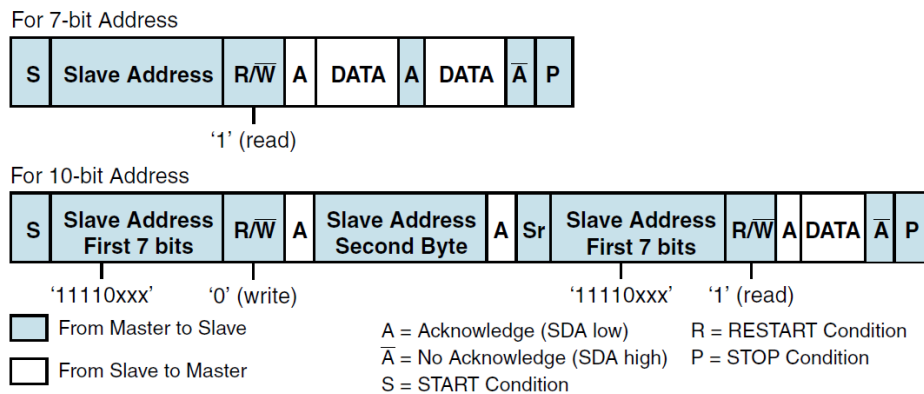 For 7-bit Address
S Slave Address R/W̅ A DATA A DATA A̅ P
‘1’ (read)
For 10-bit Address
S Slave Address First 7 bits R/W̅ A Slave Address Second Byte A Sr Slave Address First 7 bits R/W̅ A DATA A̅ P
‘11110xxx’ ‘0’ (write) ‘11110xxx’ ‘1’ (read)
From Master to Slave
From Slave to Master
A = Acknowledge (SDA low)
A̅ = No Acknowledge (SDA high)
S = START Condition
R = RESTART Condition
P = STOP Condition